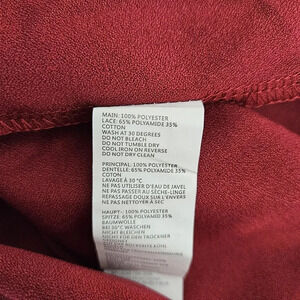 MAIN: 100% POLYESTER
LACE: 65% POLYAMIDE 35%
COTTON
WASH AT 30 DEGREES
DO NOT BLEACH
DO NOT TUMBLE DRY
COOL IRON ON REVERSE
DO NOT DRY CLEAN
PRINCIPAL: 100% POLYESTER
DENTELLE: 65% POLYAMIDE 35%
COTON
LAVAGE À 30°C
NE PAS UTILISER D'EAU DE JAVEL
NE PAS PASSER AU SÈCHE-LINGE
REPASSAGE DOUX À L'ENVERS
NE PAS NETTOYER À SEC
HAUPT-: 100% POLYESTER
SPITZE: 65% POLYAMID 35%
BAUMWOLLE
BEI 30°C WASCHEN
NICHT BLEICHEN
NICHT FÜR DEN TROCKNER
KÜHL